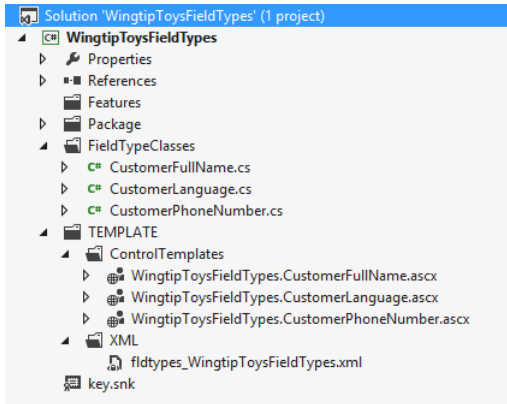 Solution 'WingtipToysFieldTypes' (1 project)
C# WingtipToysFieldTypes
Properties
References
Features
Package
FieldTypeClasses
C# CustomerFullName.cs
C# CustomerLanguage.cs
C# CustomerPhoneNumber.cs
TEMPLATE
ControlTemplates
WingtipToysFieldTypes.CustomerFullName.ascx
WingtipToysFieldTypes.CustomerLanguage.ascx
WingtipToysFieldTypes.CustomerPhoneNumber.ascx
XML
fldtypes_WingtipToysFieldTypes.xml
key.snk